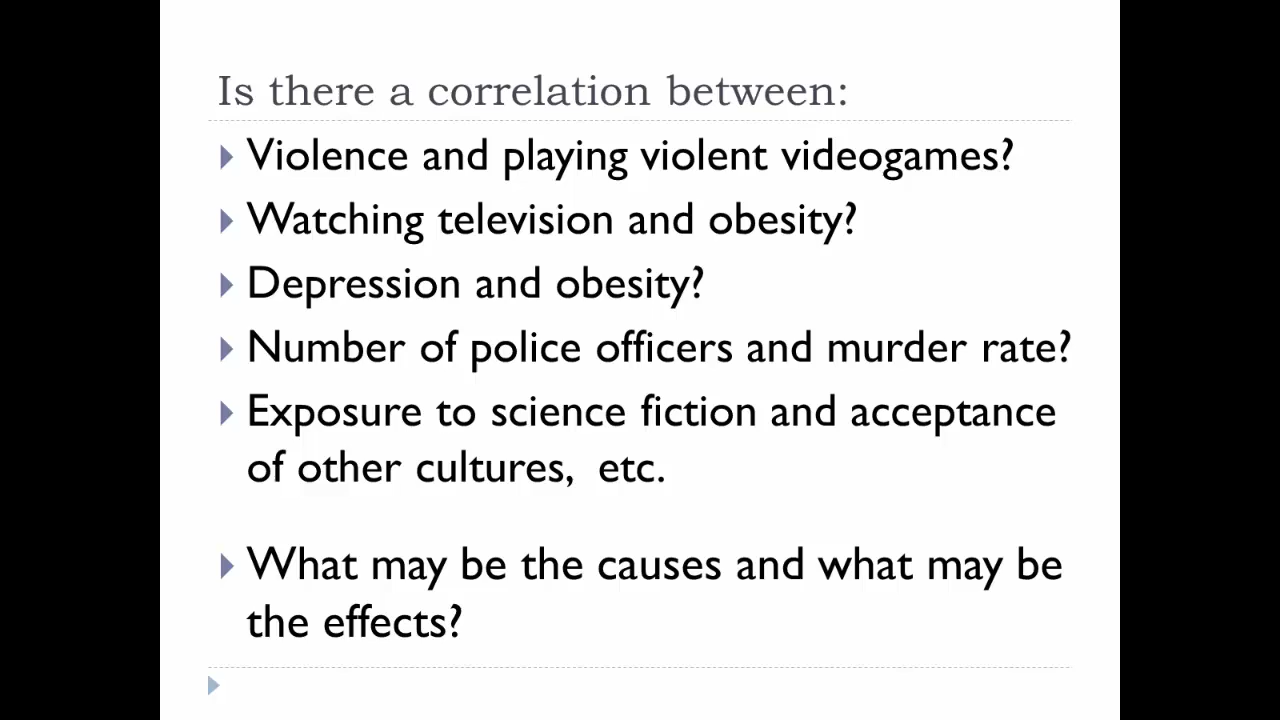 Is there a correlation between:
Violence and playing violent videogames?
Watching television and obesity?
Depression and obesity?
Number of police officers and murder rate?
Exposure to science fiction and acceptance
of other cultures,  etc.
What may be the causes and what may be
the effects?